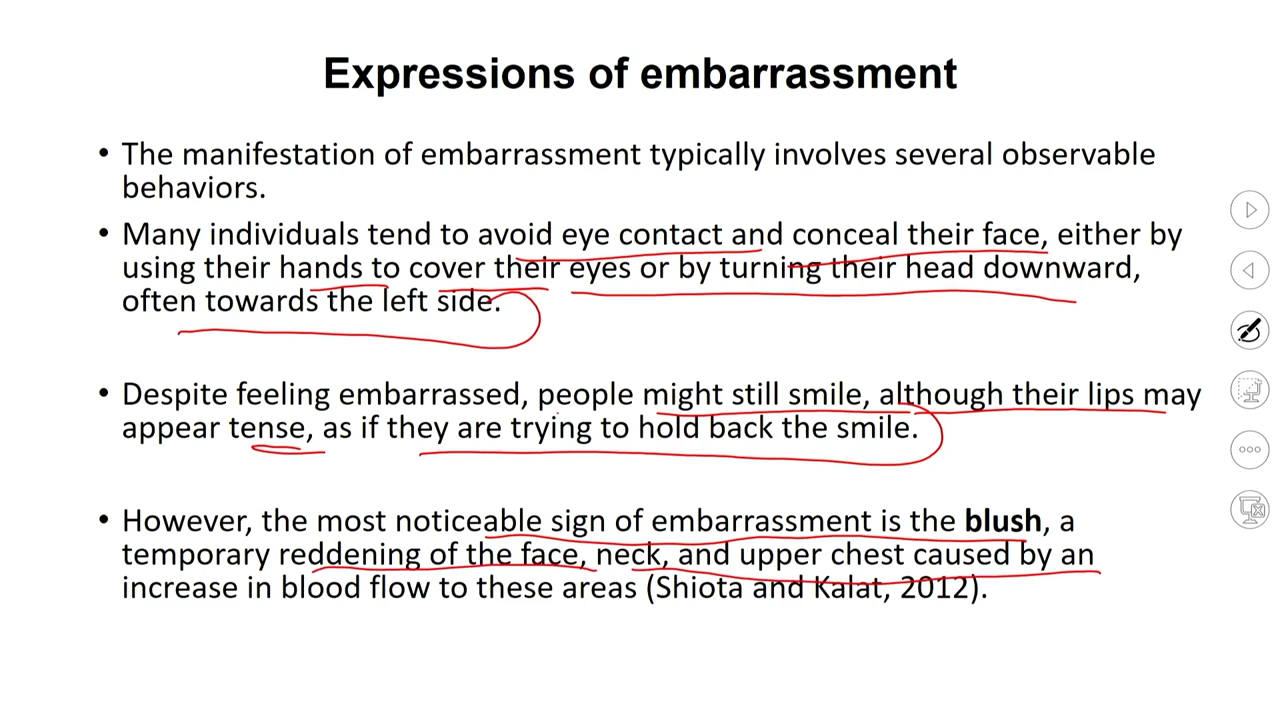 Expressions of embarrassment
• The manifestation of embarrassment typically involves several observable
behaviors.
• Many individuals tend to avoid eye contact and conceal their face, either by
using their hands to cover their eyes or by turning their head downward,
often towards the left side.
• Despite feeling embarrassed, people might still smile, although their lips may
appear tense, as if they are trying to hold back the smile.
• However, the most noticeable sign of embarrassment is the blush, a
temporary reddening of the face, neck, and upper chest caused by an
increase in blood flow to these areas (Shiota and Kalat, 2012).